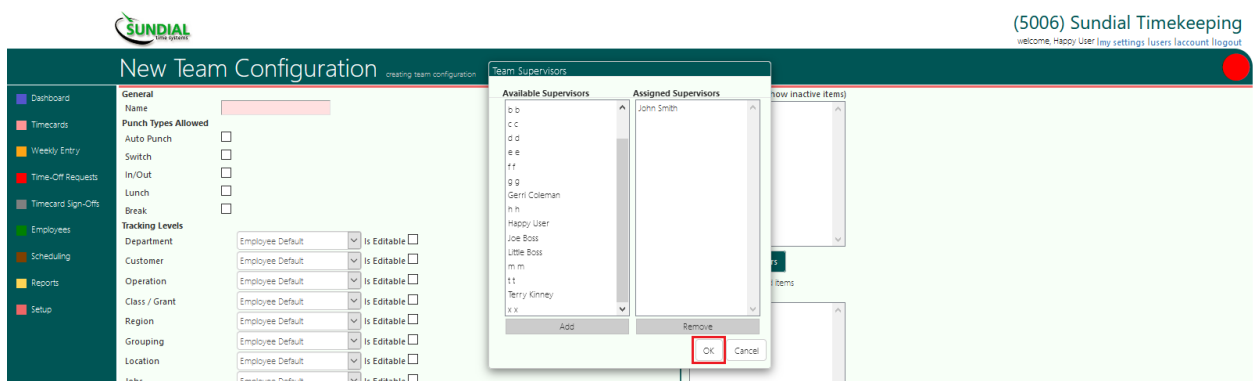 SUNDIAL
time systems
(5006) Sundial Timekeeping
welcome, Happy User |my settings |users |account |logout
New Team Configuration creating team configuration
Dashboard
Timecards
Weekly Entry
Time-Off Requests
Timecard Sign-Offs
Employees
Scheduling
Reports
Setup
General
Name
Punch Types Allowed
Auto Punch
Switch
In/Out
Lunch
Break
Tracking Levels
Department Employee Default Is Editable
Customer Employee Default Is Editable
Operation Employee Default Is Editable
Class / Grant Employee Default Is Editable
Region Employee Default Is Editable
Grouping Employee Default Is Editable
Location Employee Default Is Editable
Team Supervisors
Available Supervisors
b b
c c
d d
e e
f f
g g
Gerri Coleman
h h
Happy User
Joe Boss
Little Boss
m m
t t
Terry Kinney
x x
Add
Assigned Supervisors
John Smith
Remove
OK Cancel
how inactive items)
rs
items